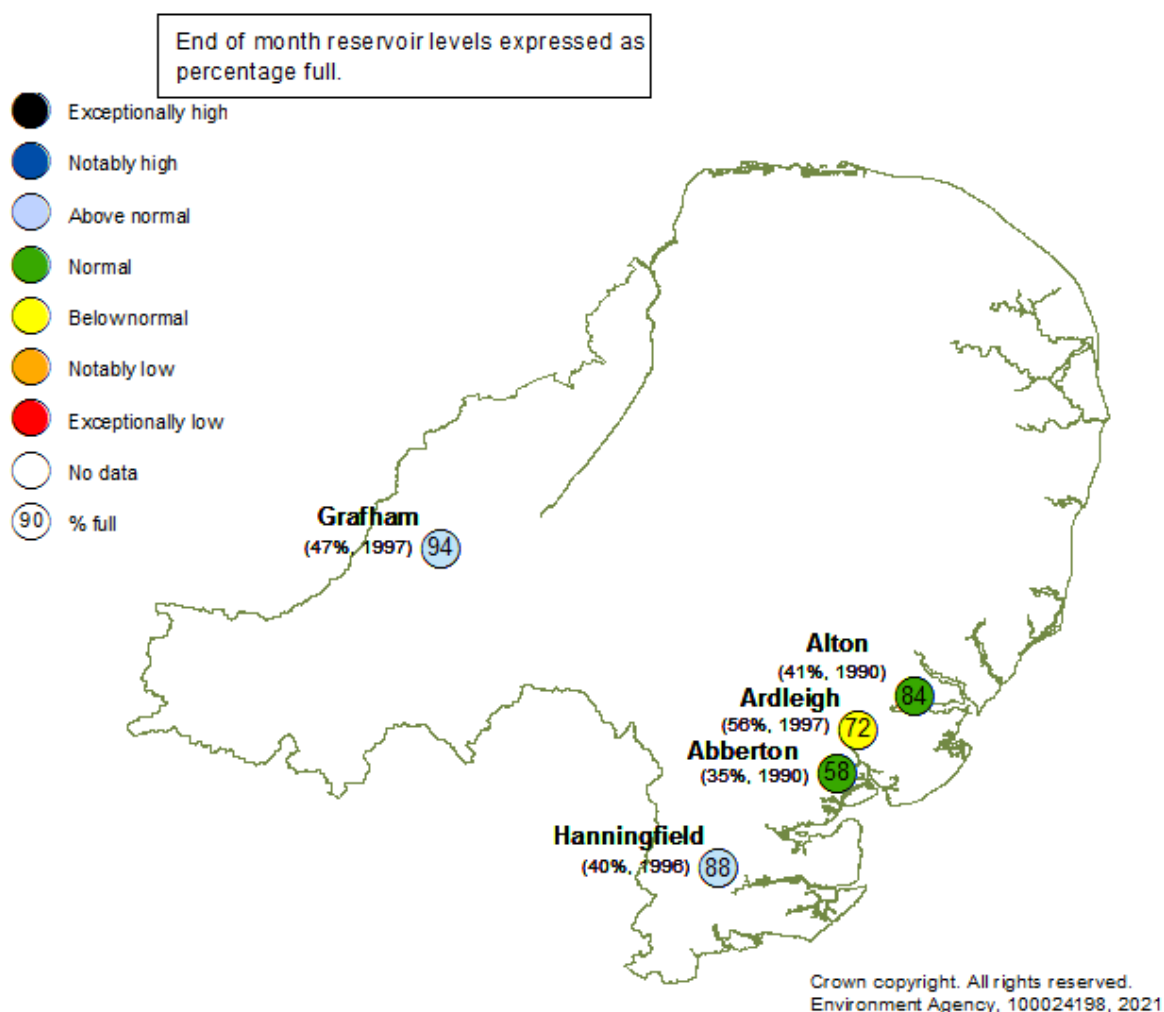 End of month reservoir levels expressed as
percentage full.
Exceptionally high
Notably high
Above normal
Normal
Belownormal
Notably low
Exceptionally low
No data
90 % full
Grafham
(47%, 1997) 94
Alton
(41%, 1990) 84
Ardleigh
(56%, 1997) 72
Abberton
(35%, 1990) 58
Hanningfield
(40%, 1996) 88
Crown copyright. All rights reserved.
Environment Agency, 100024198, 2021